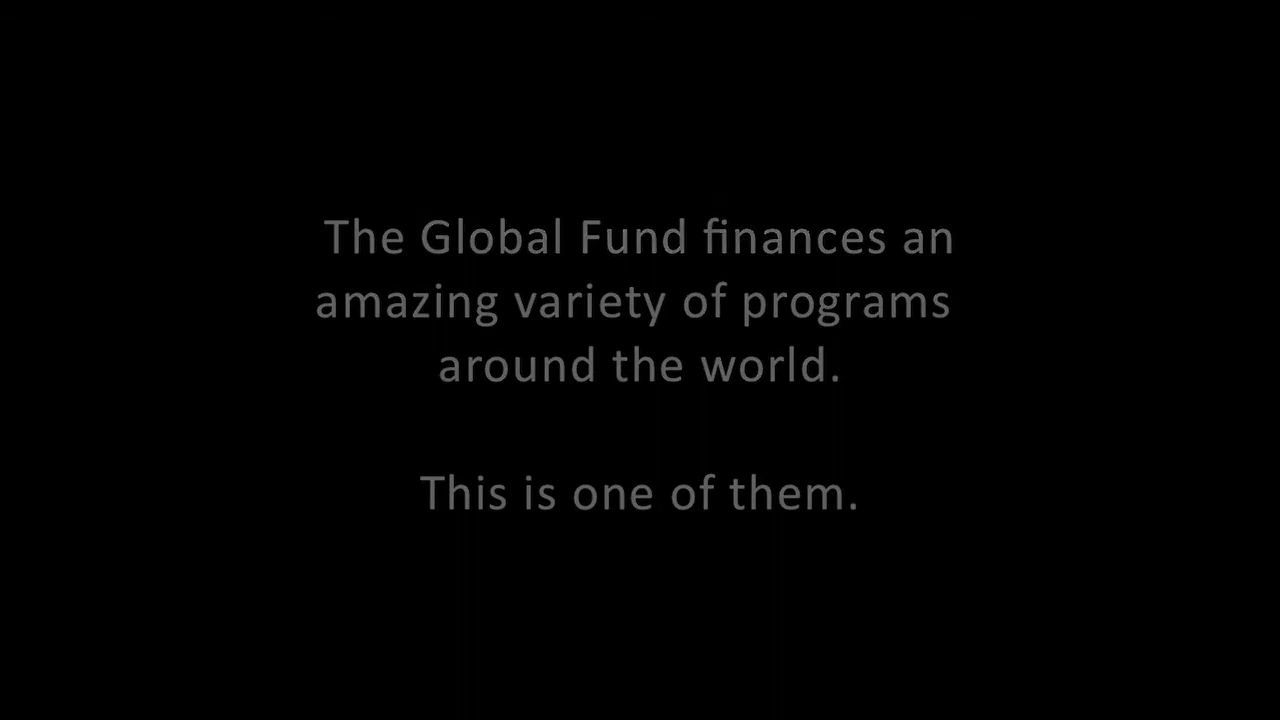 The Global Fund finances an
amazing variety of programs
around the world.
This is one of them.